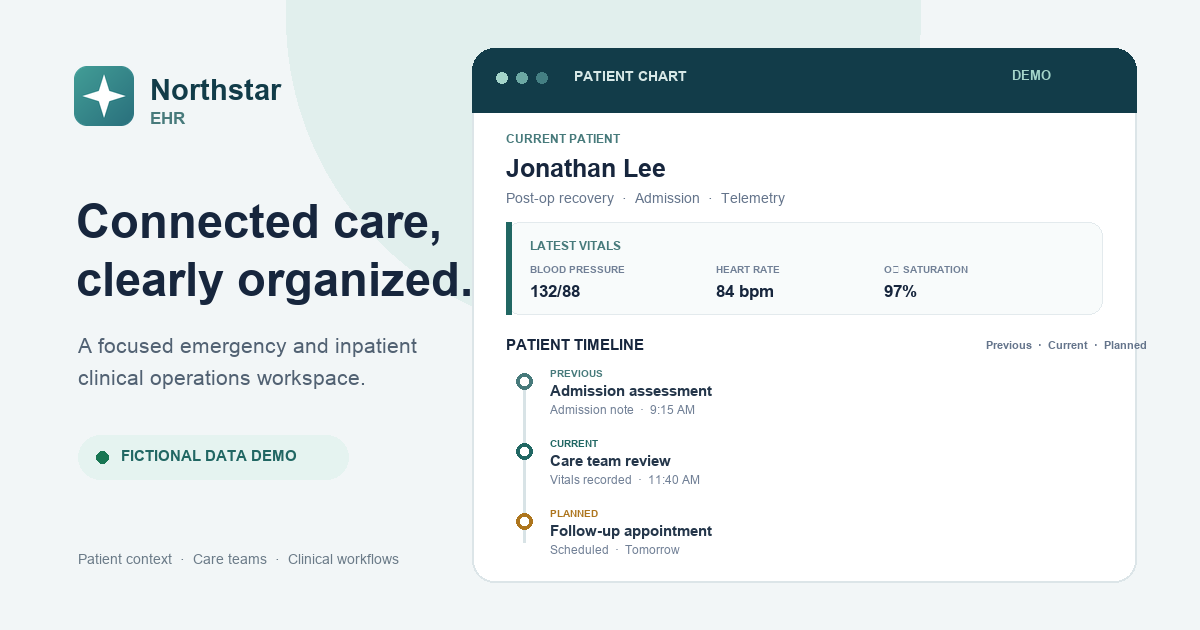 Northstar
EHR
Connected care,
clearly organized.
A focused emergency and inpatient
clinical operations workspace.
FICTIONAL DATA DEMO
Patient context · Care teams · Clinical workflows
PATIENT CHART
DEMO
CURRENT PATIENT
Jonathan Lee
Post-op recovery · Admission · Telemetry
LATEST VITALS
BLOOD PRESSURE HEART RATE O□ SATURATION
132/88 84 bpm 97%
PATIENT TIMELINE
Previous · Current · Planned
PREVIOUS
Admission assessment
Admission note · 9:15 AM
CURRENT
Care team review
Vitals recorded · 11:40 AM
PLANNED
Follow-up appointment
Scheduled · Tomorrow